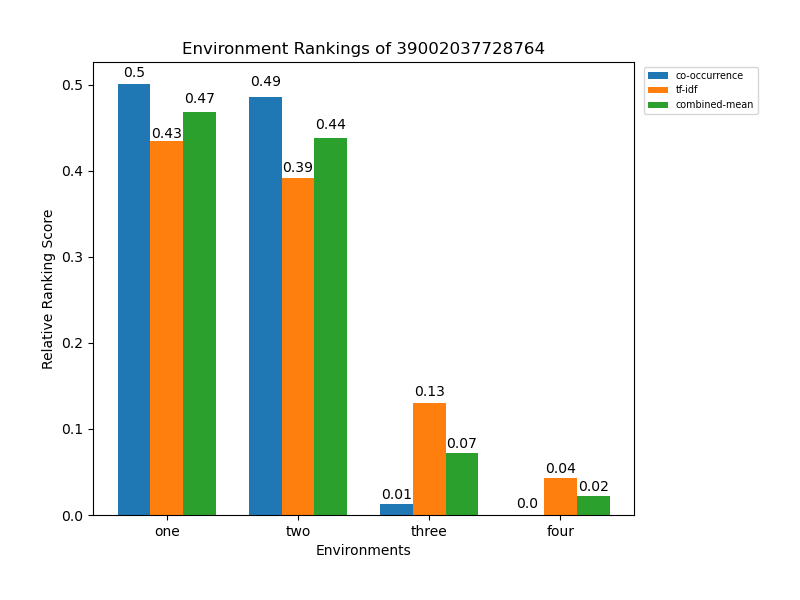 Environment Rankings of 39002037728764
co-occurrence
tf-idf
combined-mean
Relative Ranking Score
0.5
0.4
0.3
0.2
0.1
0.0
0.5
0.43
0.47
0.49
0.39
0.44
0.01
0.13
0.07
0.0
0.04
0.02
one two three four
Environments